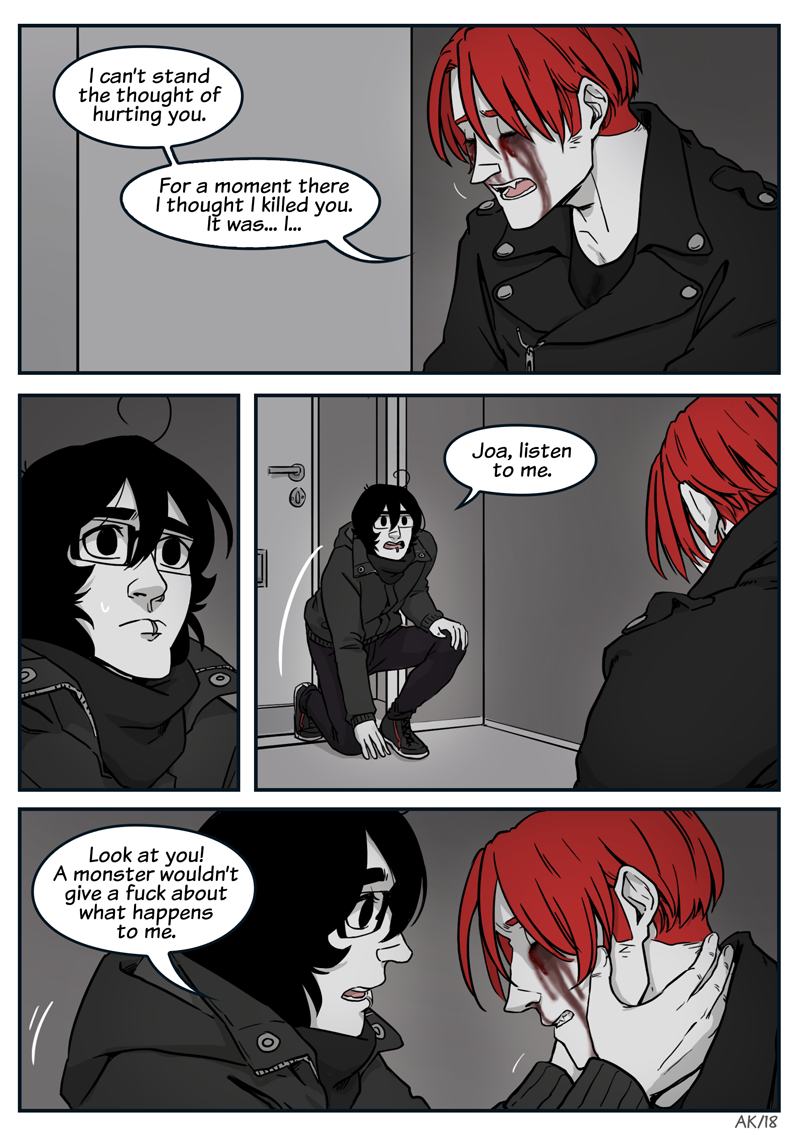 I can't stand
the thought of
hurting you.
For a moment there
I thought I killed you.
It was... I...
Joa, listen
to me.
Look at you!
A monster wouldn't
give a fuck about
what happens
to me.
AK/18